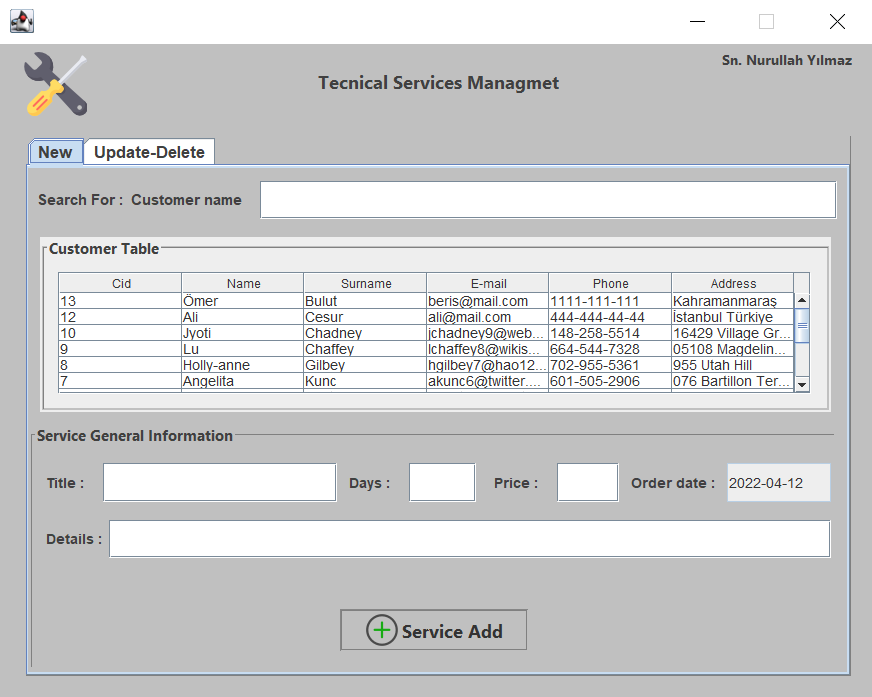 Sn. Nurullah Yılmaz
Tecnical Services Managmet
New Update-Delete
Search For : Customer name
Customer Table
Cid Name Surname E-mail Phone Address
13 Ömer Bulut beris@mail.com 1111-111-111 Kahramanmaraş
12 Ali Cesur ali@mail.com 444-444-44-44 İstanbul Türkiye
10 Jyoti Chadney jchadney9@web... 148-258-5514 16429 Village Gr...
9 Lu Chaffey lchaffey8@wikis... 664-544-7328 05108 Magdelin...
8 Holly-anne Gilbey hgilbey7@hao12... 702-955-5361 955 Utah Hill
7 Angelita Kunc akunc6@twitter.... 601-505-2906 076 Bartillon Ter...
Service General Information
Title : Days : Price : Order date : 2022-04-12
Details :
Service Add